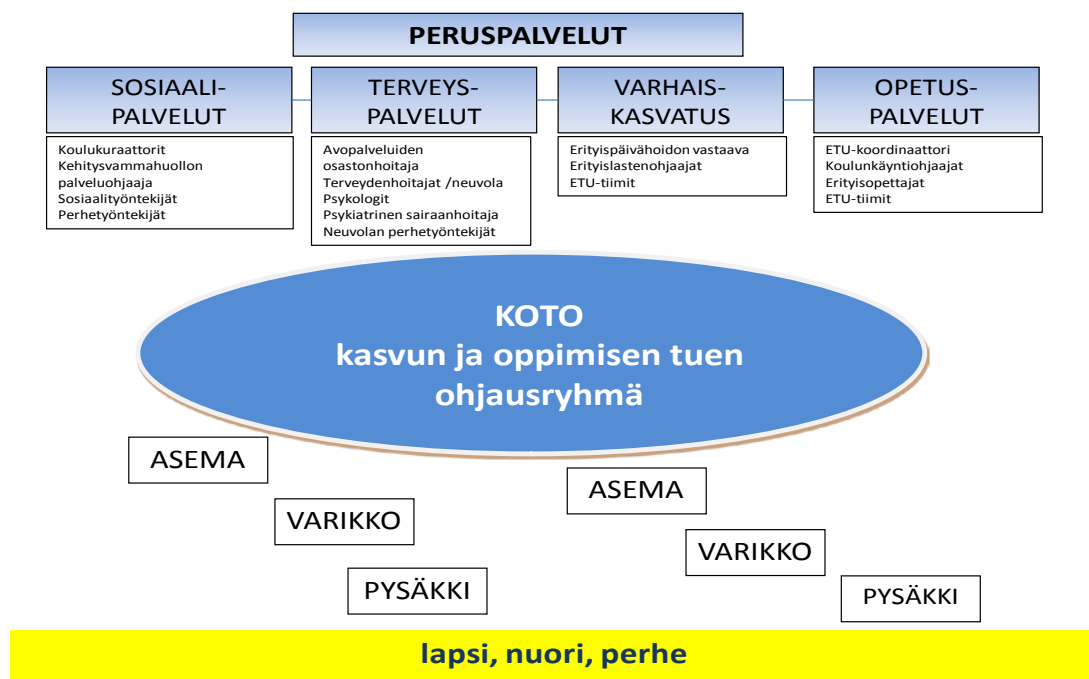 PERUSPALVELUT
SOSIAALI-
PALVELUT
Koulukuraattorit
Kehitysvammahuollon
palveluohjaaja
Sosiaalityöntekijät
Perhetyöntekijät
TERVEYS-
PALVELUT
Avopalveluiden
osastonhoitaja
Terveydenhoitajat /neuvola
Psykologit
Psykiatrinen sairaanhoitaja
Neuvolan perhetyöntekijät
VARHAIS-
KASVATUS
Erityispäivähoidon vastaava
Erityislastenohjaajat
ETU-tiimit
OPETUS-
PALVELUT
ETU-koordinaattori
Koulunkäyntiohjaajat
Erityisopettajat
ETU-tiimit
KOTO
kasvun ja oppimisen tuen
ohjausryhmä
ASEMA
VARIKKO
PYSÄKKI
ASEMA
VARIKKO
PYSÄKKI
lapsi, nuori, perhe